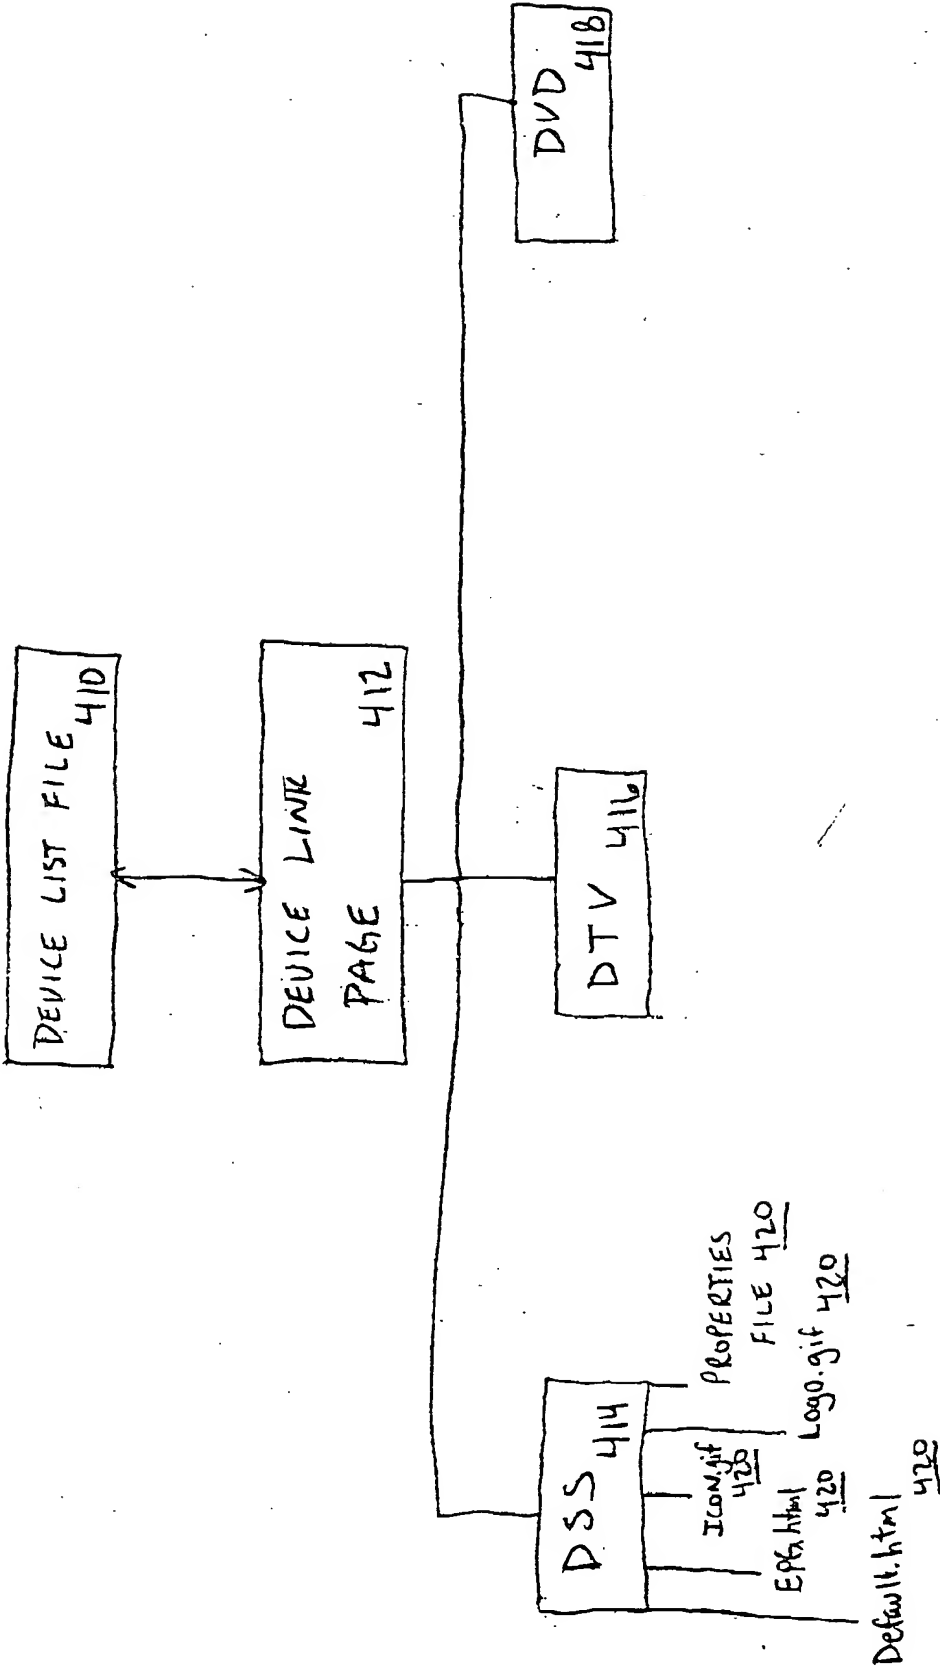 DEVICE LIST FILE
410
DEVICE LINK
PAGE 412
DSS
414
DTV
416
DVD
418
Default.html
420
EPG.html
420
ICON.gif
420
Logo.gif 420
PROPERTIES
FILE 420